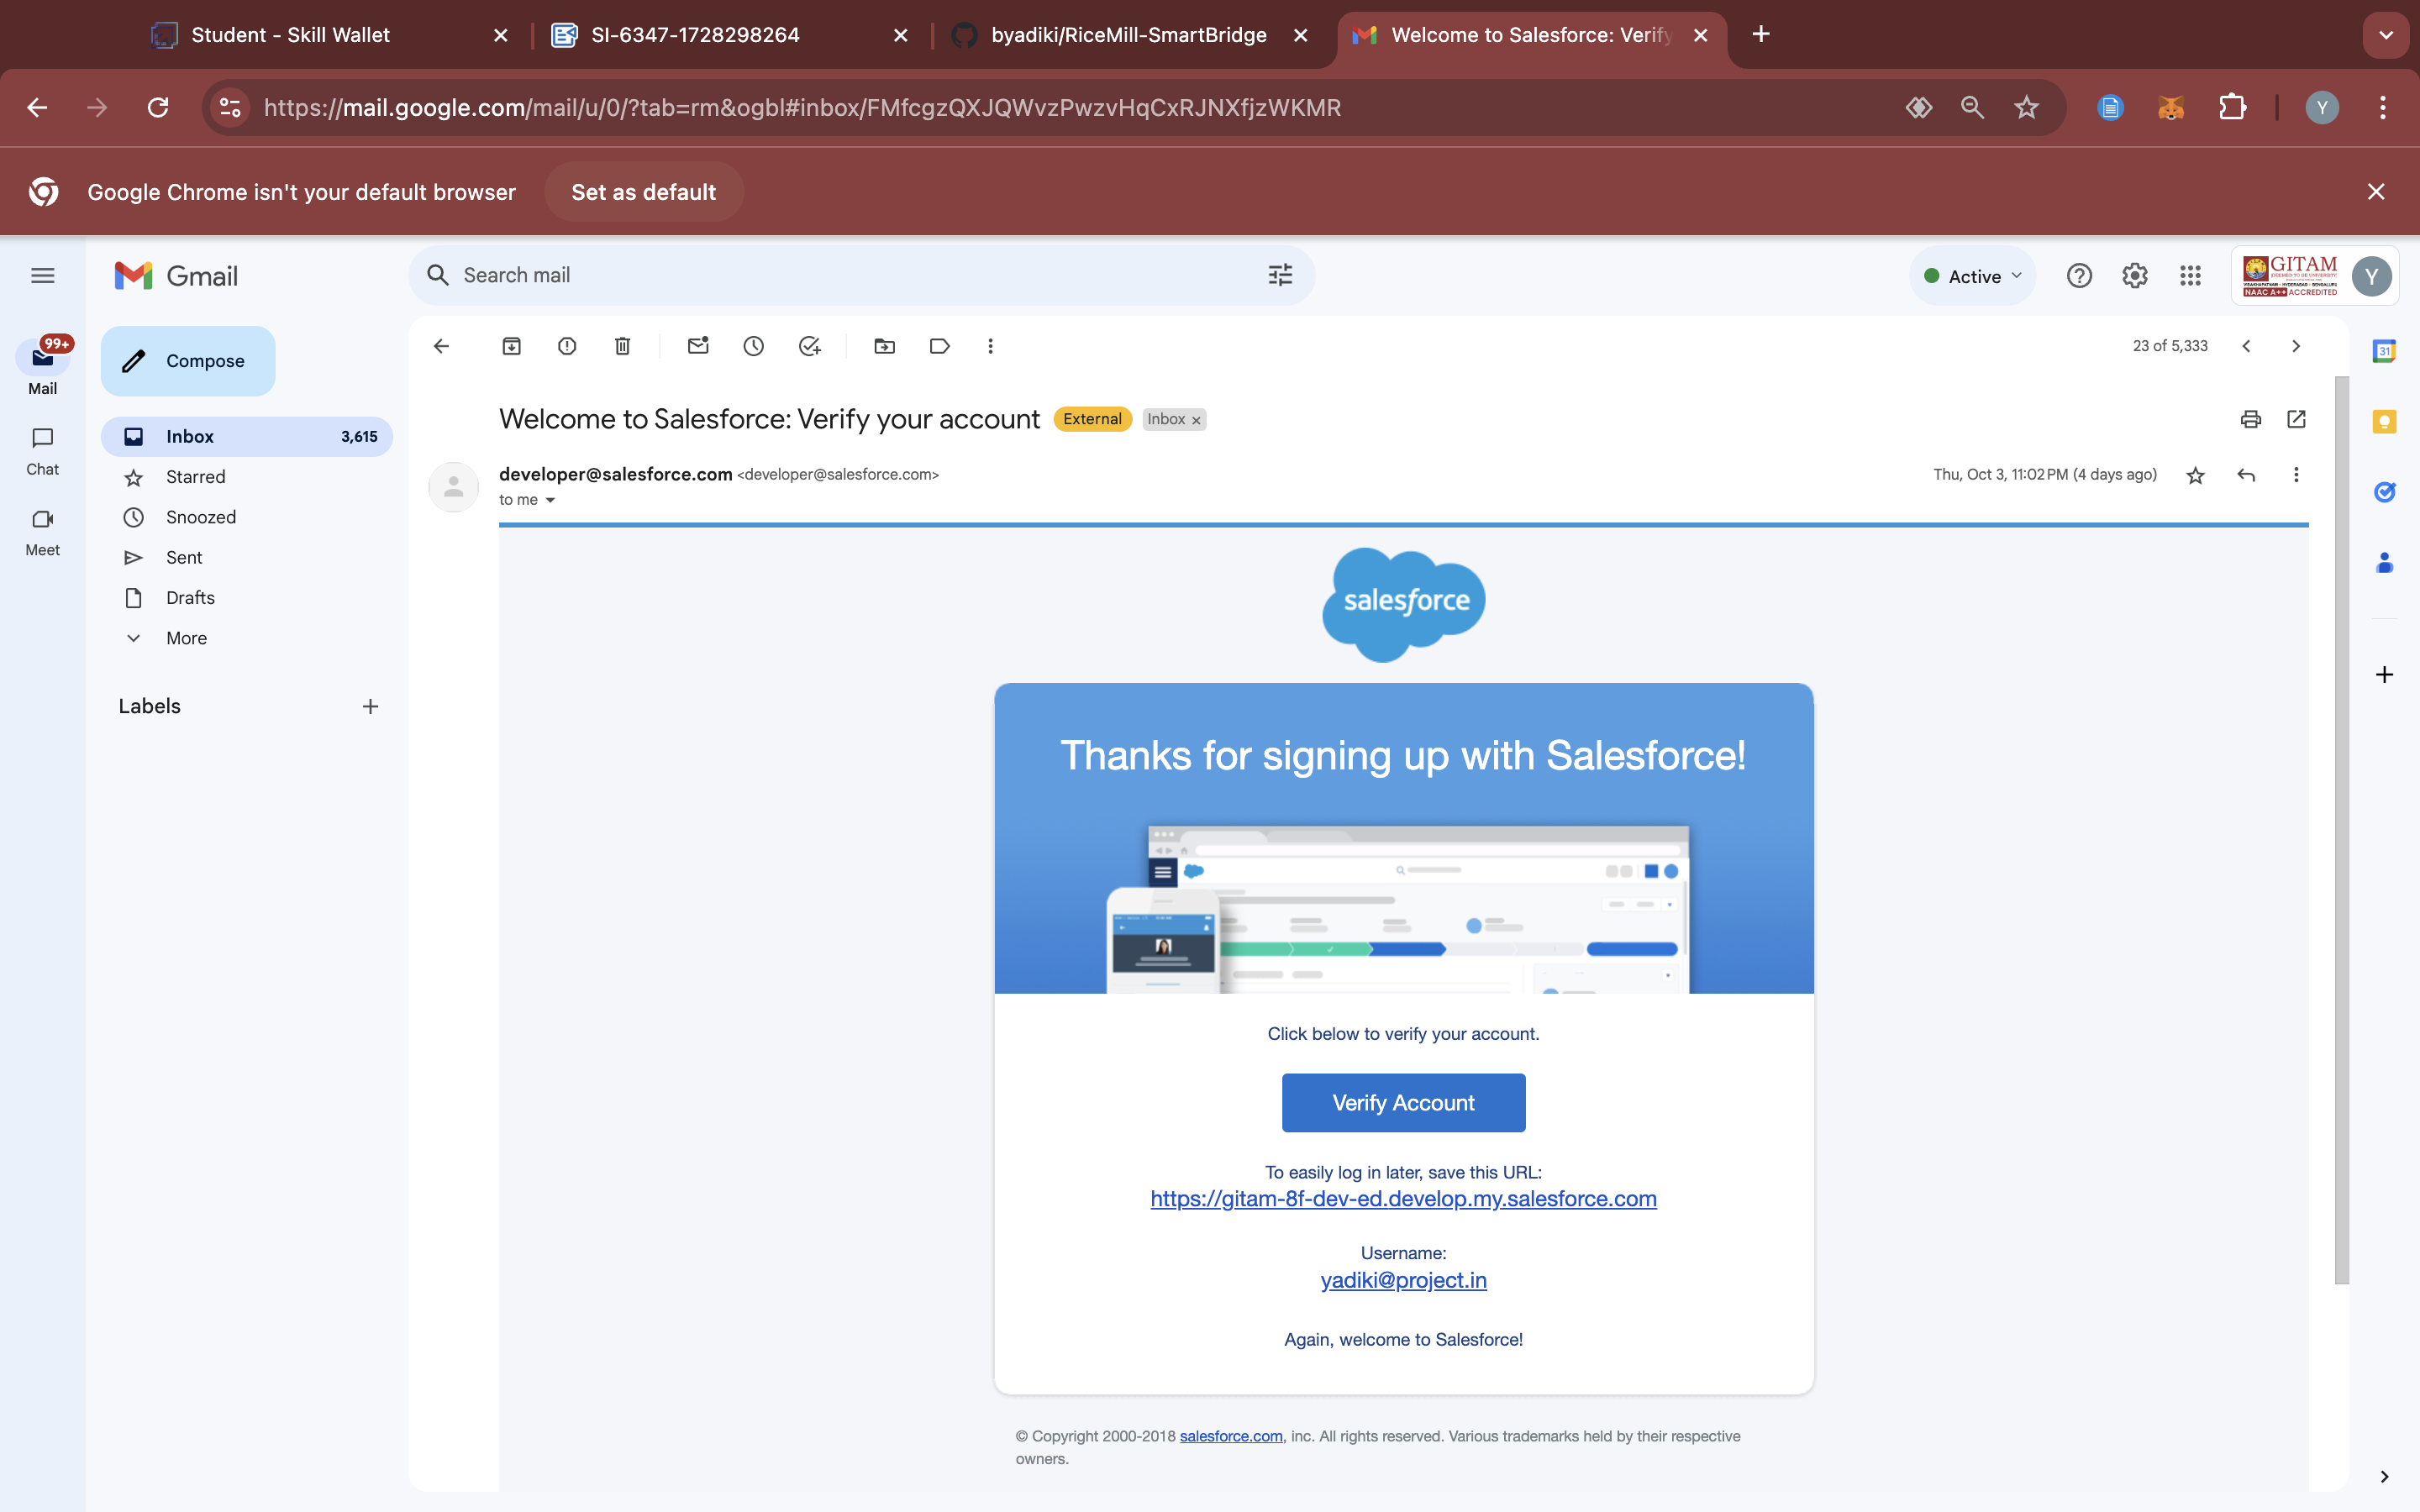 Student - Skill Wallet
SI-6347-1728298264
byadiki/RiceMill-SmartBridge
Welcome to Salesforce: Verify
https://mail.google.com/mail/u/0/?tab=rm&ogbl#inbox/FMfcgzQXJQWvzPwzvHqCxRJNXfjzWKMR
Y
Google Chrome isn't your default browser
Set as default
Gmail
Search mail
Active
GITAM
VISAKHAPATNAM • HYDERABAD • BENGALURU
NAAC A++ ACCREDITED
Y
99+
Mail
Chat
Meet
Compose
Inbox 3,615
Starred
Snoozed
Sent
Drafts
More
Labels
23 of 5,333
31
Welcome to Salesforce: Verify your account External Inbox
developer@salesforce.com <developer@salesforce.com>
Thu, Oct 3, 11:02 PM (4 days ago)
to me
salesforce
Thanks for signing up with Salesforce!
Click below to verify your account.
Verify Account
To easily log in later, save this URL:
https://gitam-8f-dev-ed.develop.my.salesforce.com
Username:
yadiki@project.in
Again, welcome to Salesforce!
© Copyright 2000-2018 salesforce.com, inc. All rights reserved. Various trademarks held by their respective
owners.